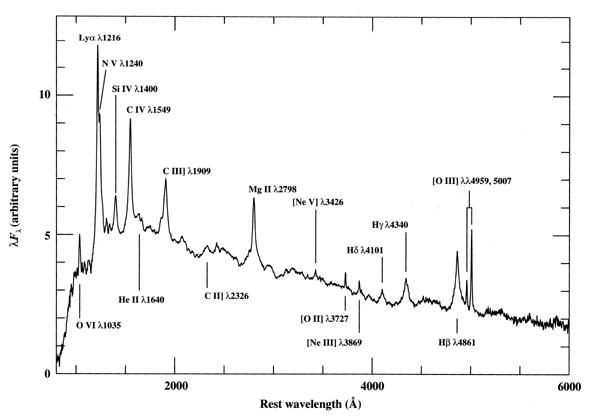 Lyα λ1216
N V λ1240
Si IV λ1400
C IV λ1549
C III] λ1909
Mg II λ2798
[Ne V] λ3426
Hδ λ4101
Hγ λ4340
[O III] λλ4959, 5007
O VI λ1035
He II λ1640
C II] λ2326
[O II] λ3727
[Ne III] λ3869
Hβ λ4861
10
5
0
λFλ (arbitrary units)
2000
4000
6000
Rest wavelength (Å)